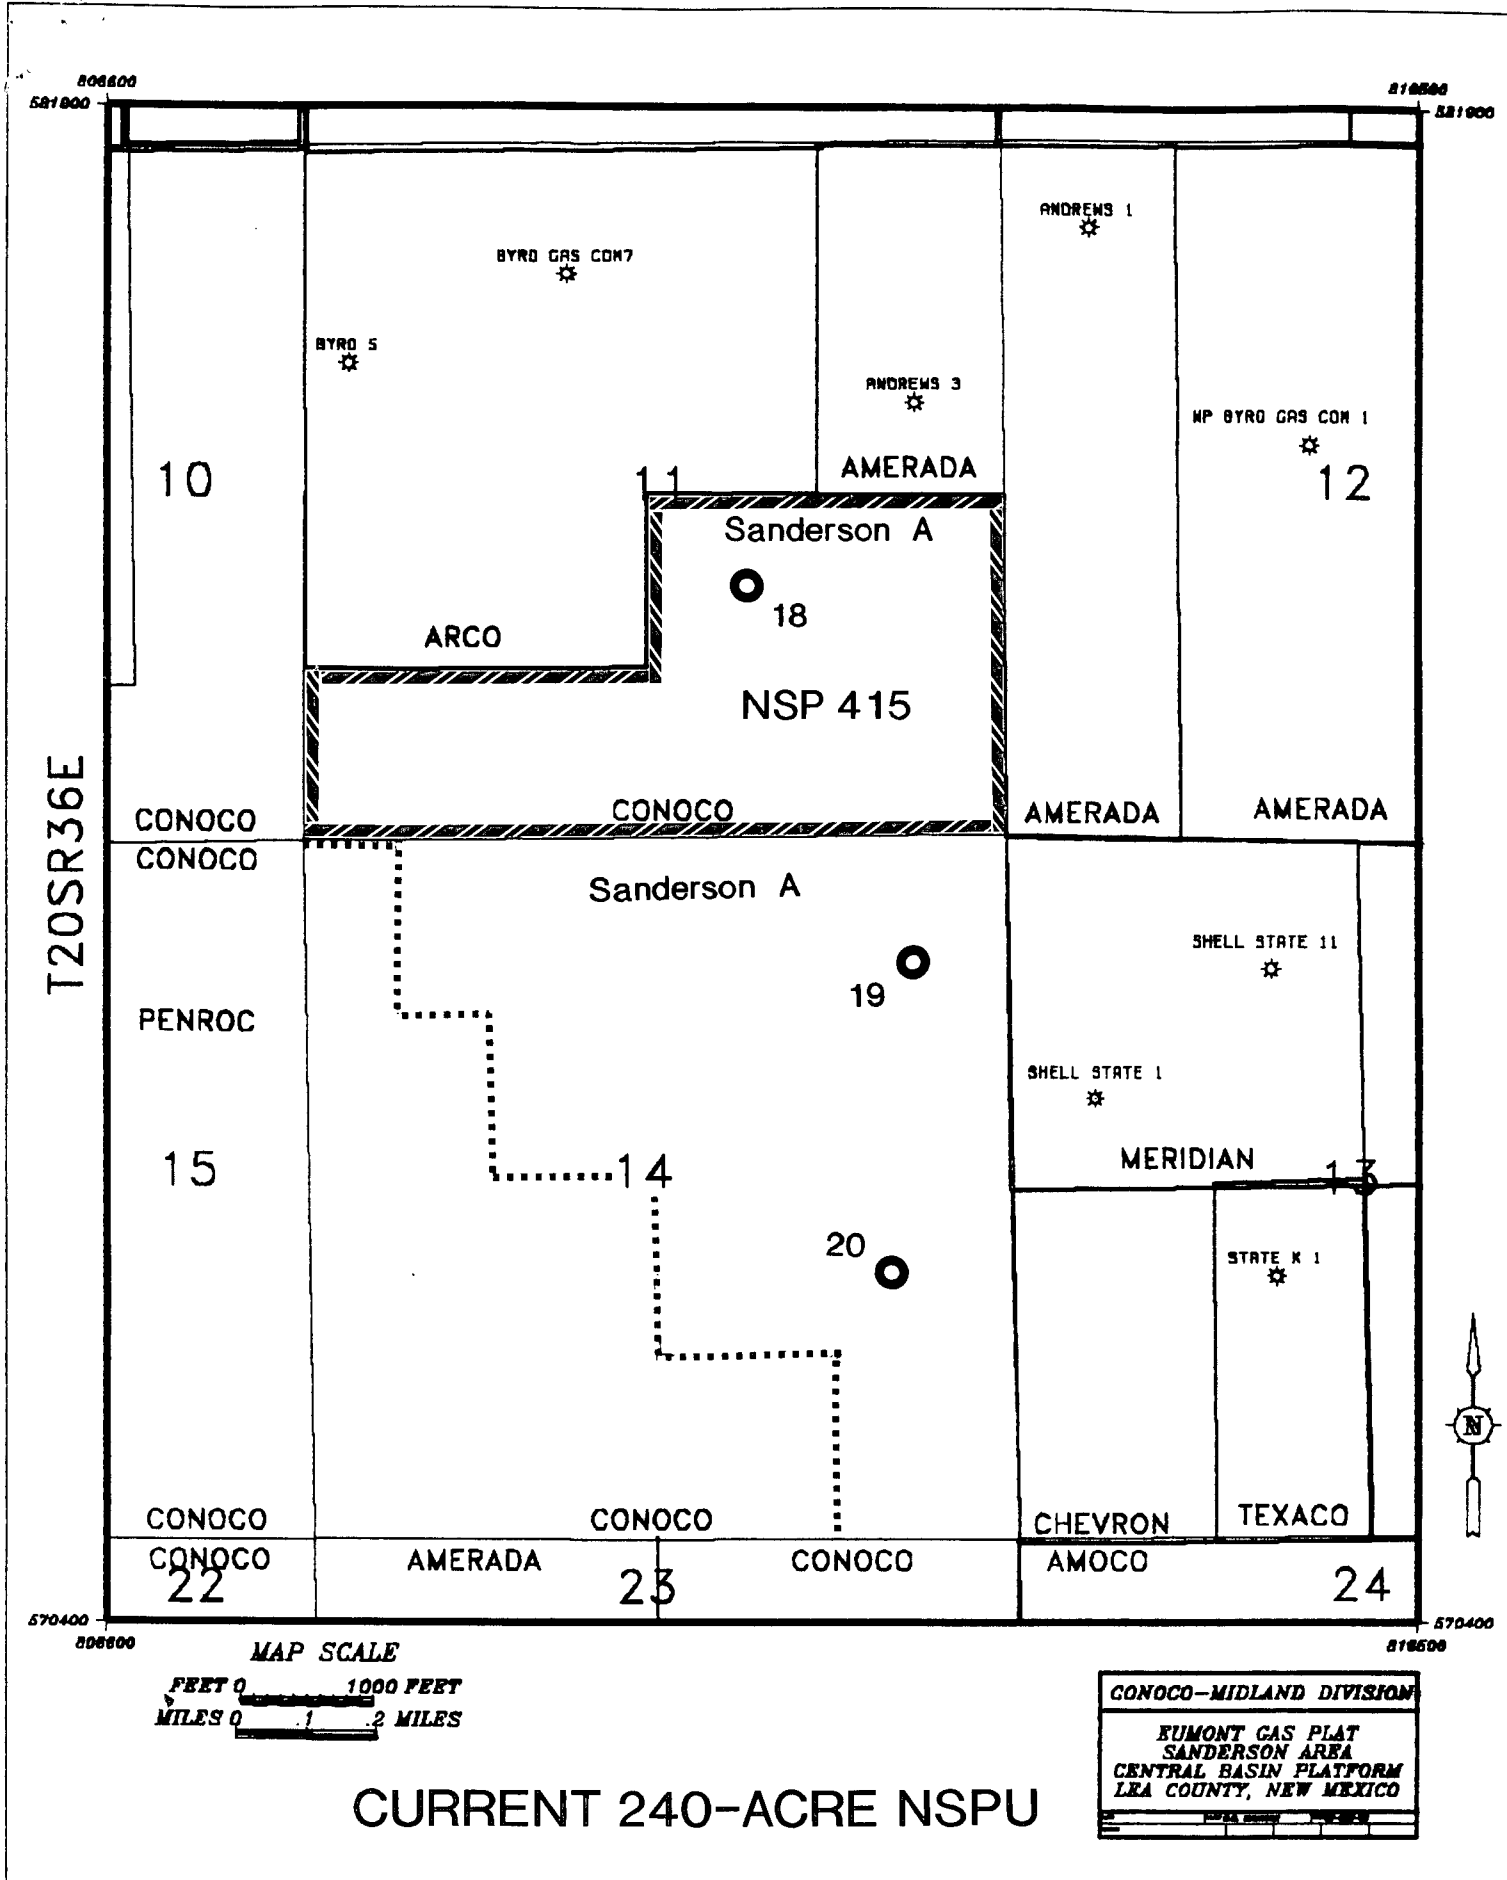 806600
581900
816500
581900
ANDREWS 1
BYRD GAS COM7
BYRD 5
ANDREWS 3
WP BYRD GAS COM 1
10
11
AMERADA
12
Sanderson A
18
ARCO
NSP 415
T20SR36E
CONOCO
CONOCO
AMERADA
AMERADA
CONOCO
Sanderson A
SHELL STATE 11
19
PENROC
SHELL STATE 1
15
14
MERIDIAN
13
20
STATE K 1
N
CONOCO
CONOCO
CHEVRON
TEXACO
CONOCO
AMERADA
CONOCO
AMOCO
22
23
24
570400
570400
806600
816500
MAP SCALE
FEET 0 1000 FEET
MILES 0 .1 .2 MILES
CONOCO-MIDLAND DIVISION
EUMONT GAS PLAT
SANDERSON AREA
CENTRAL BASIN PLATFORM
LEA COUNTY, NEW MEXICO
CURRENT 240-ACRE NSPU